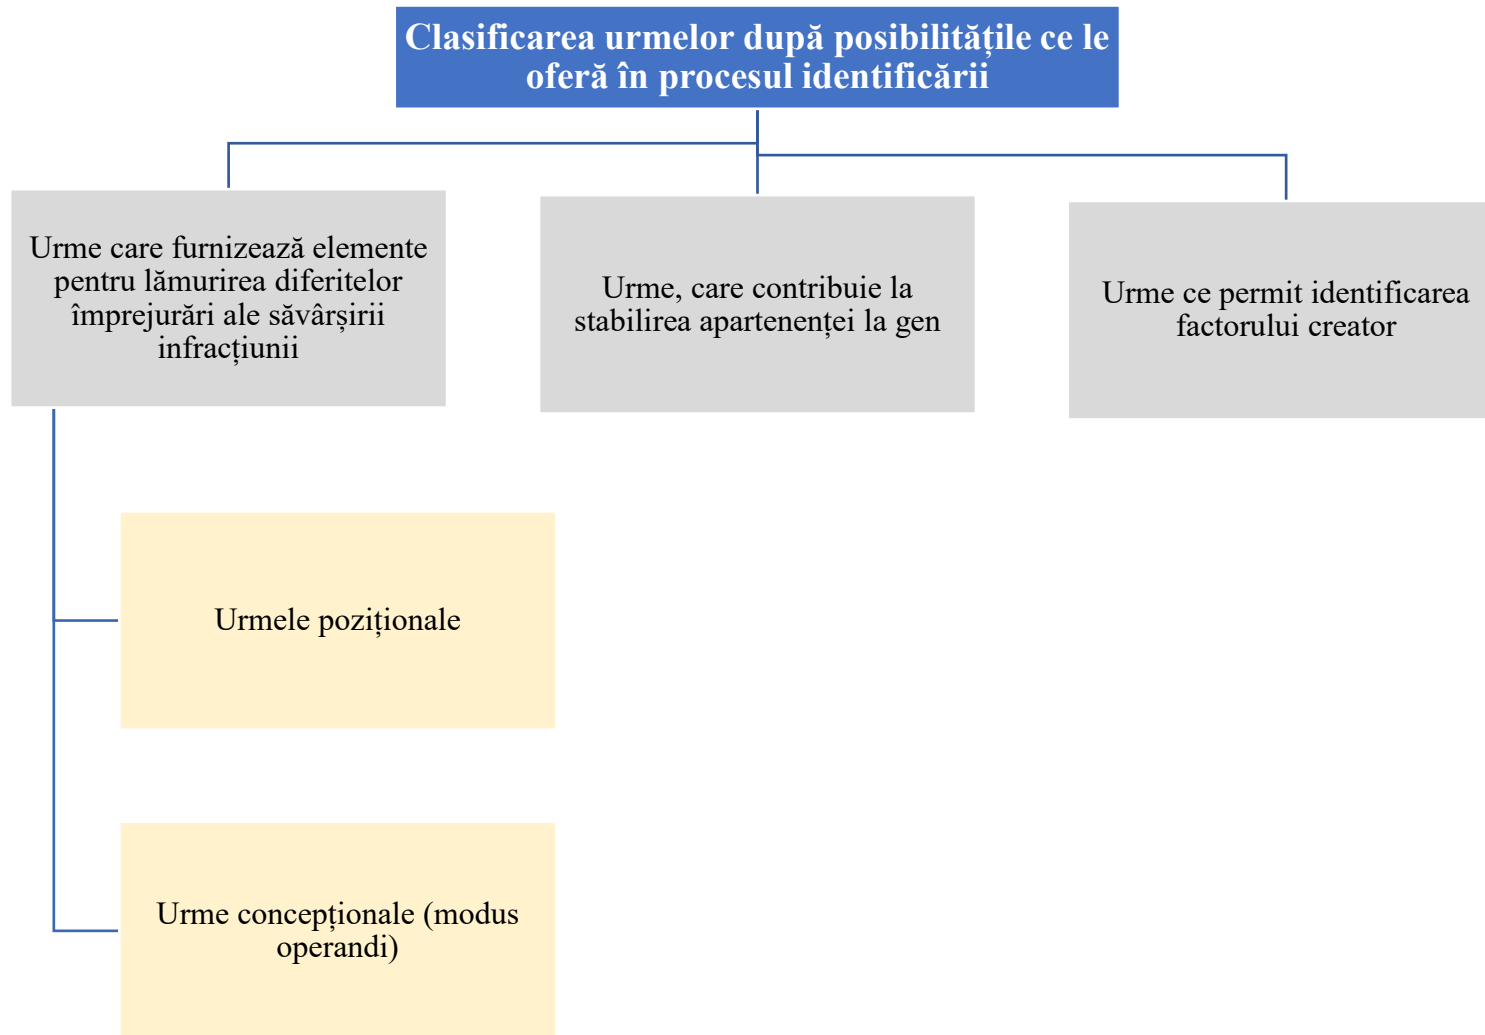 Clasificarea urmelor după posibilitățile ce le
oferă în procesul identificării
Urme care furnizează elemente
pentru lămurirea diferitelor
împrejurări ale săvârșirii
infracțiunii
Urme, care contribuie la
stabilirea apartenenței la gen
Urme ce permit identificarea
factorului creator
Urmele poziționale
Urme concepționale (modus
operandi)